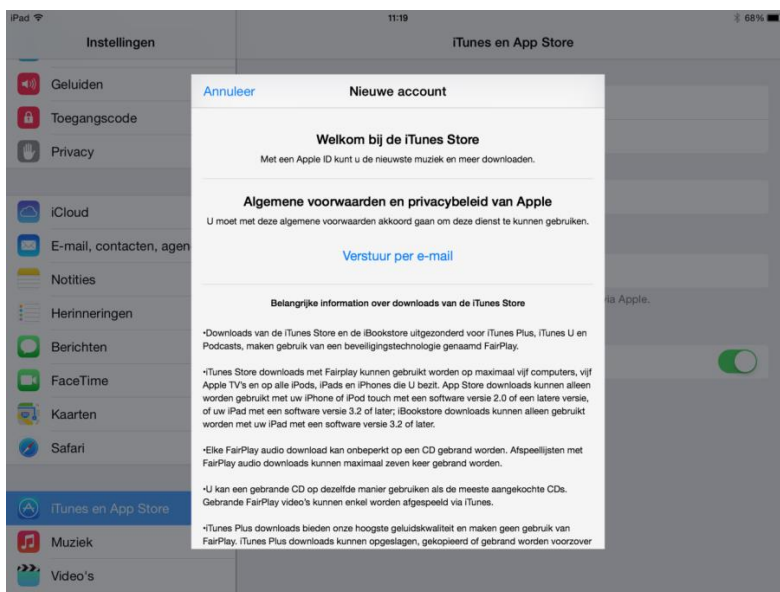 iPad
11:19
68%
Instellingen
iTunes en App Store
Geluiden
Toegangscode
Privacy
iCloud
E-mail, contacten, agen
Notities
Herinneringen
Berichten
FaceTime
Kaarten
Safari
iTunes en App Store
Muziek
Video's
Annuleer
Nieuwe account
Welkom bij de iTunes Store
Met een Apple ID kunt u de nieuwste muziek en meer downloaden.
Algemene voorwaarden en privacybeleid van Apple
U moet met deze algemene voorwaarden akkoord gaan om deze dienst te kunnen gebruiken.
Verstuur per e-mail
Belangrijke information over downloads van de iTunes Store
•Downloads van de iTunes Store en de iBookstore uitgezonderd voor iTunes Plus, iTunes U en
Podcasts, maken gebruik van een beveiligingstechnologie genaamd FairPlay.
•iTunes Store downloads met Fairplay kunnen gebruikt worden op maximaal vijf computers, vijf
Apple TV's en op alle iPods, iPads en iPhones die U bezit. App Store downloads kunnen alleen
worden gebruikt met uw iPhone of iPod touch met een software versie 2.0 of een latere versie,
of uw iPad met een software versie 3.2 of later; iBookstore downloads kunnen alleen gebruikt
worden met uw iPad met een software versie 3.2 of later.
•Elke FairPlay audio download kan onbeperkt op een CD gebrand worden. Afspeellijsten met
FairPlay audio downloads kunnen maximaal zeven keer gebrand worden.
•U kan een gebrande CD op dezelfde manier gebruiken als de meeste aangekochte CDs.
Gebrande FairPlay video's kunnen enkel worden afgespeeld via iTunes.
•iTunes Plus downloads bieden onze hoogste geluidskwaliteit en maken geen gebruik van
FairPlay. iTunes Plus downloads kunnen opgeslagen, gekopieerd of gebrand worden voorzover
via Apple.